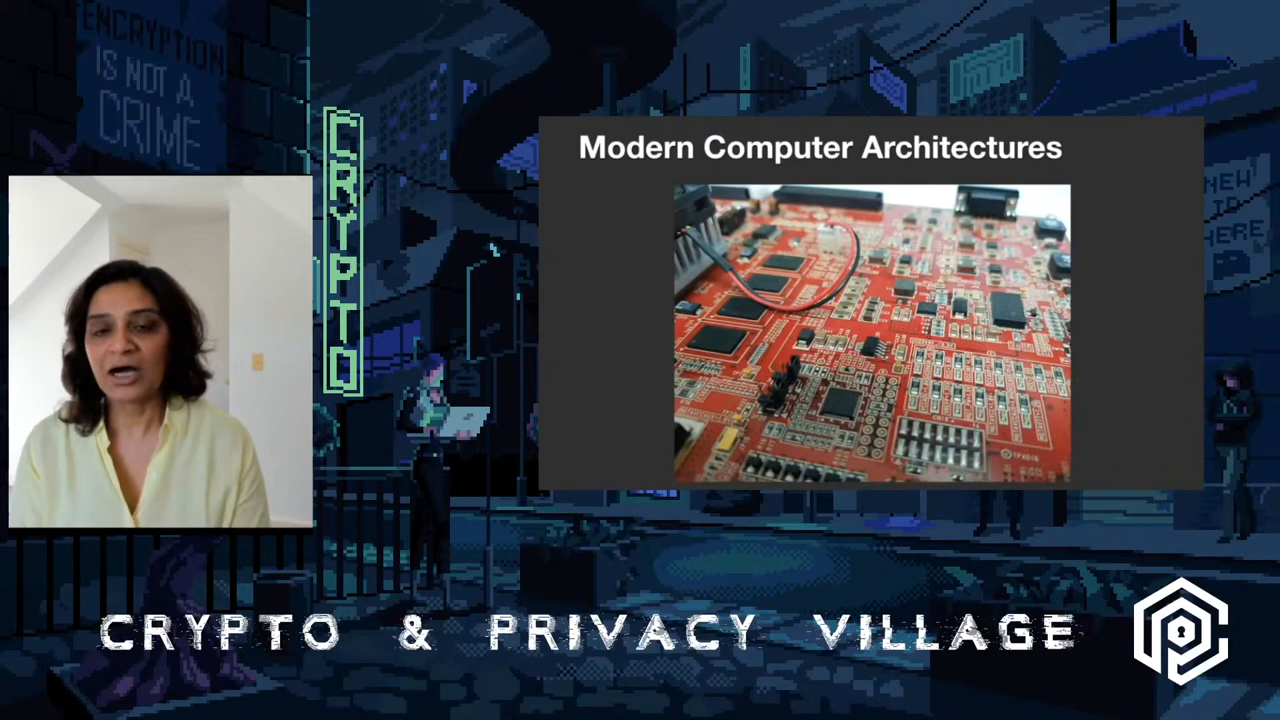 ENCRYPTION
IS NOT A
CRIME
CRYPTO
Modern Computer Architectures
NEW
TO
HERE
CRYPTO & PRIVACY VILLAGE